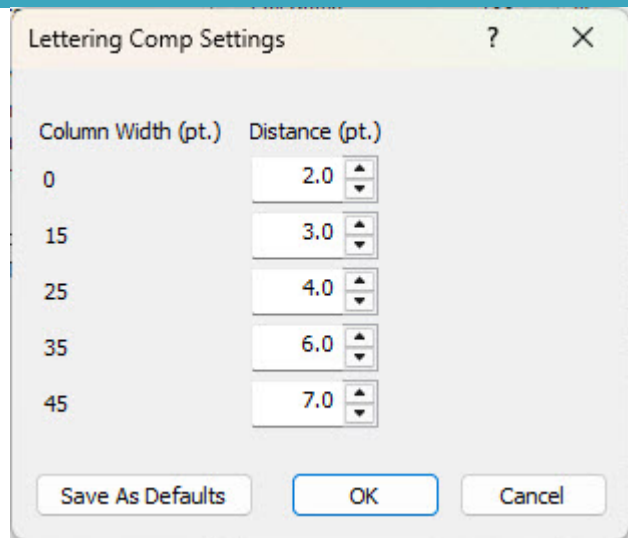 Lettering Comp Settings ? ×
Column Width (pt.) Distance (pt.)
0 2.0
15 3.0
25 4.0
35 6.0
45 7.0
Save As Defaults OK Cancel